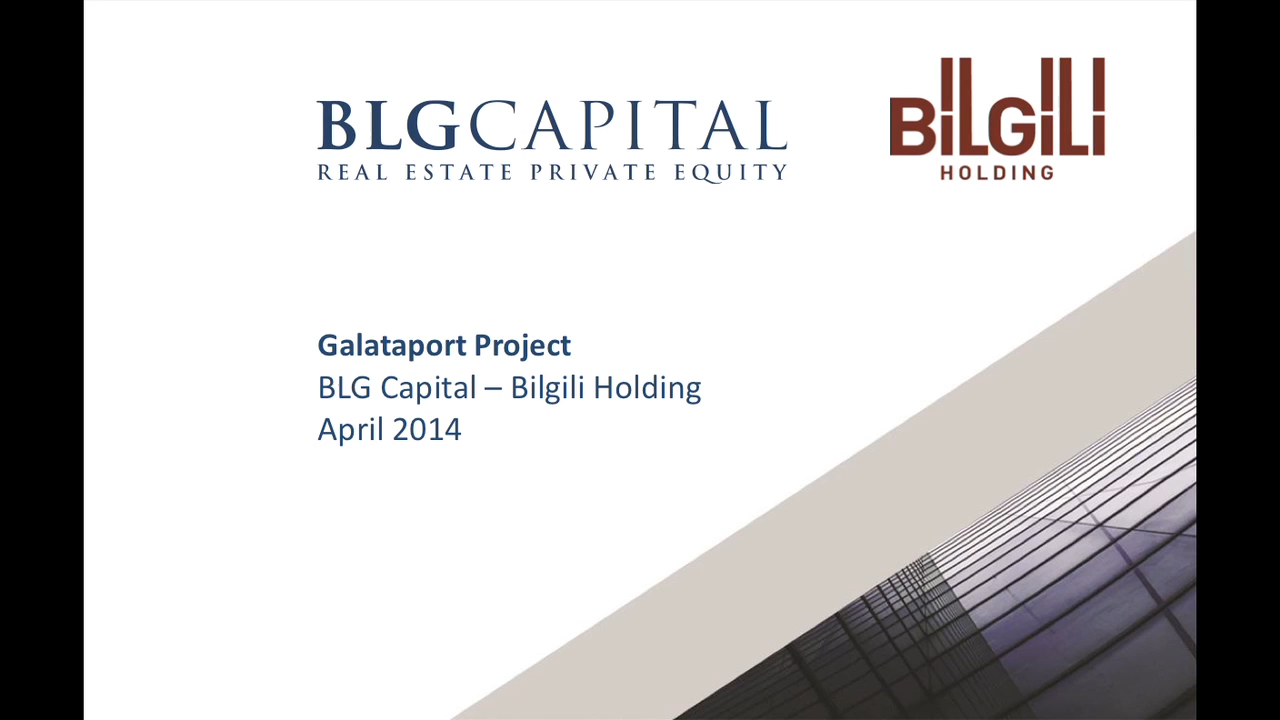 BLGCAPITAL
REAL ESTATE PRIVATE EQUITY
BiLGiLi
HOLDING
Galataport Project
BLG Capital – Bilgili Holding
April 2014